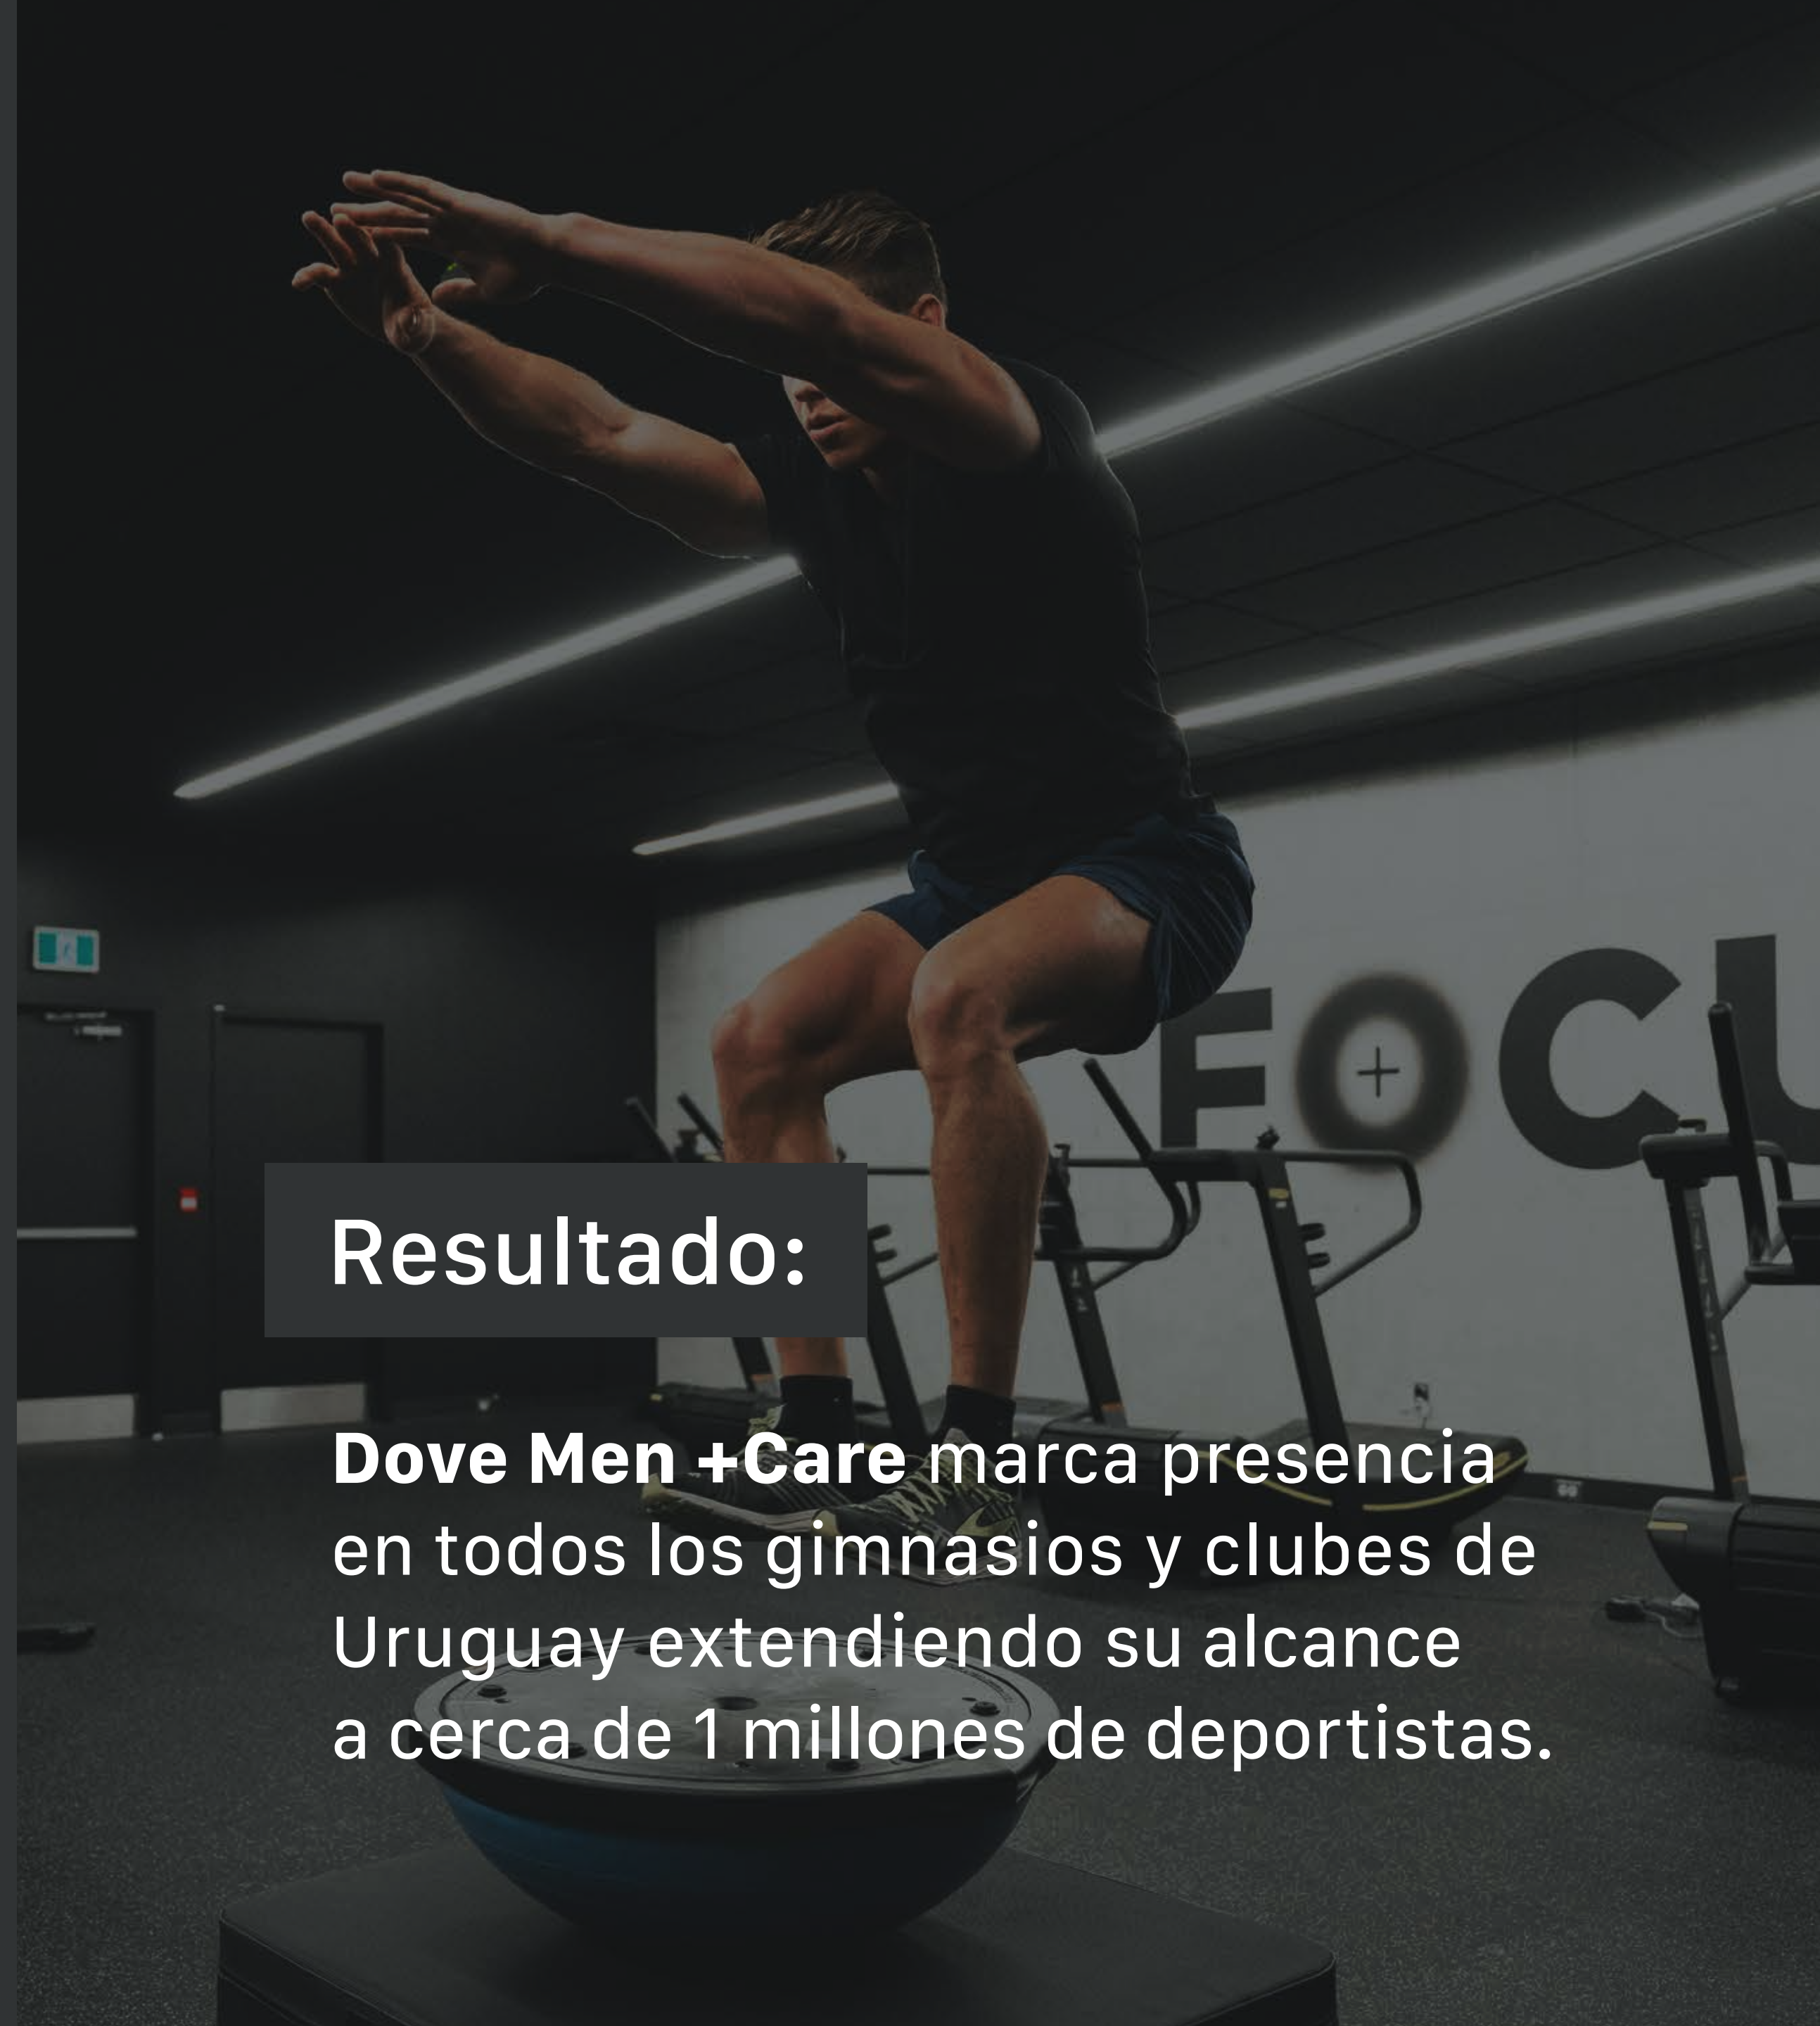 FOCU
Resultado:
Dove Men +Care marca presencia
en todos los gimnasios y clubes de
Uruguay extendiendo su alcance
a cerca de 1 millones de deportistas.